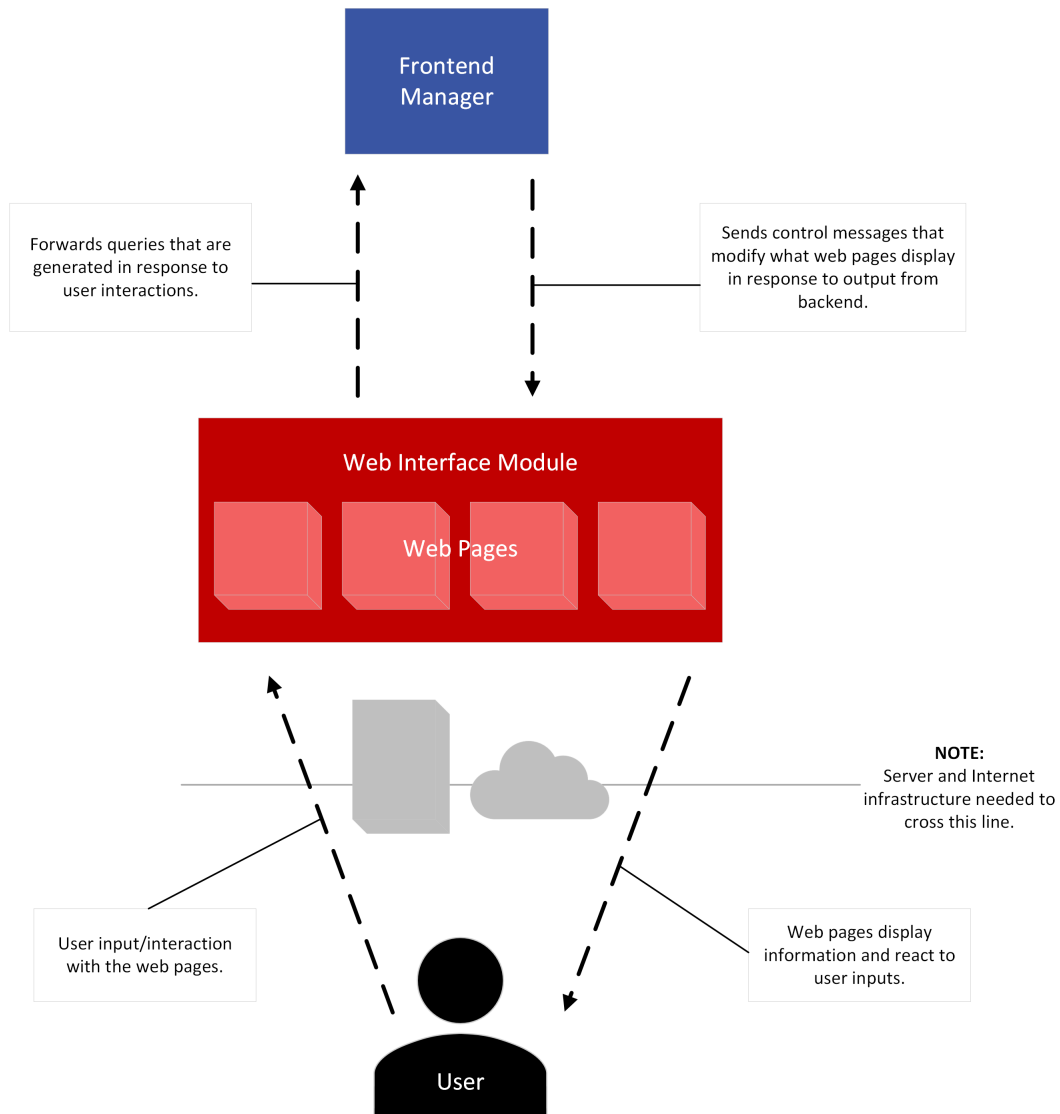 Frontend
Manager
Forwards queries that are
generated in response to
user interactions.
Sends control messages that
modify what web pages display
in response to output from
backend.
Web Interface Module
Web Pages
NOTE:
Server and Internet
infrastructure needed to
cross this line.
User input/interaction
with the web pages.
Web pages display
information and react to
user inputs.
User